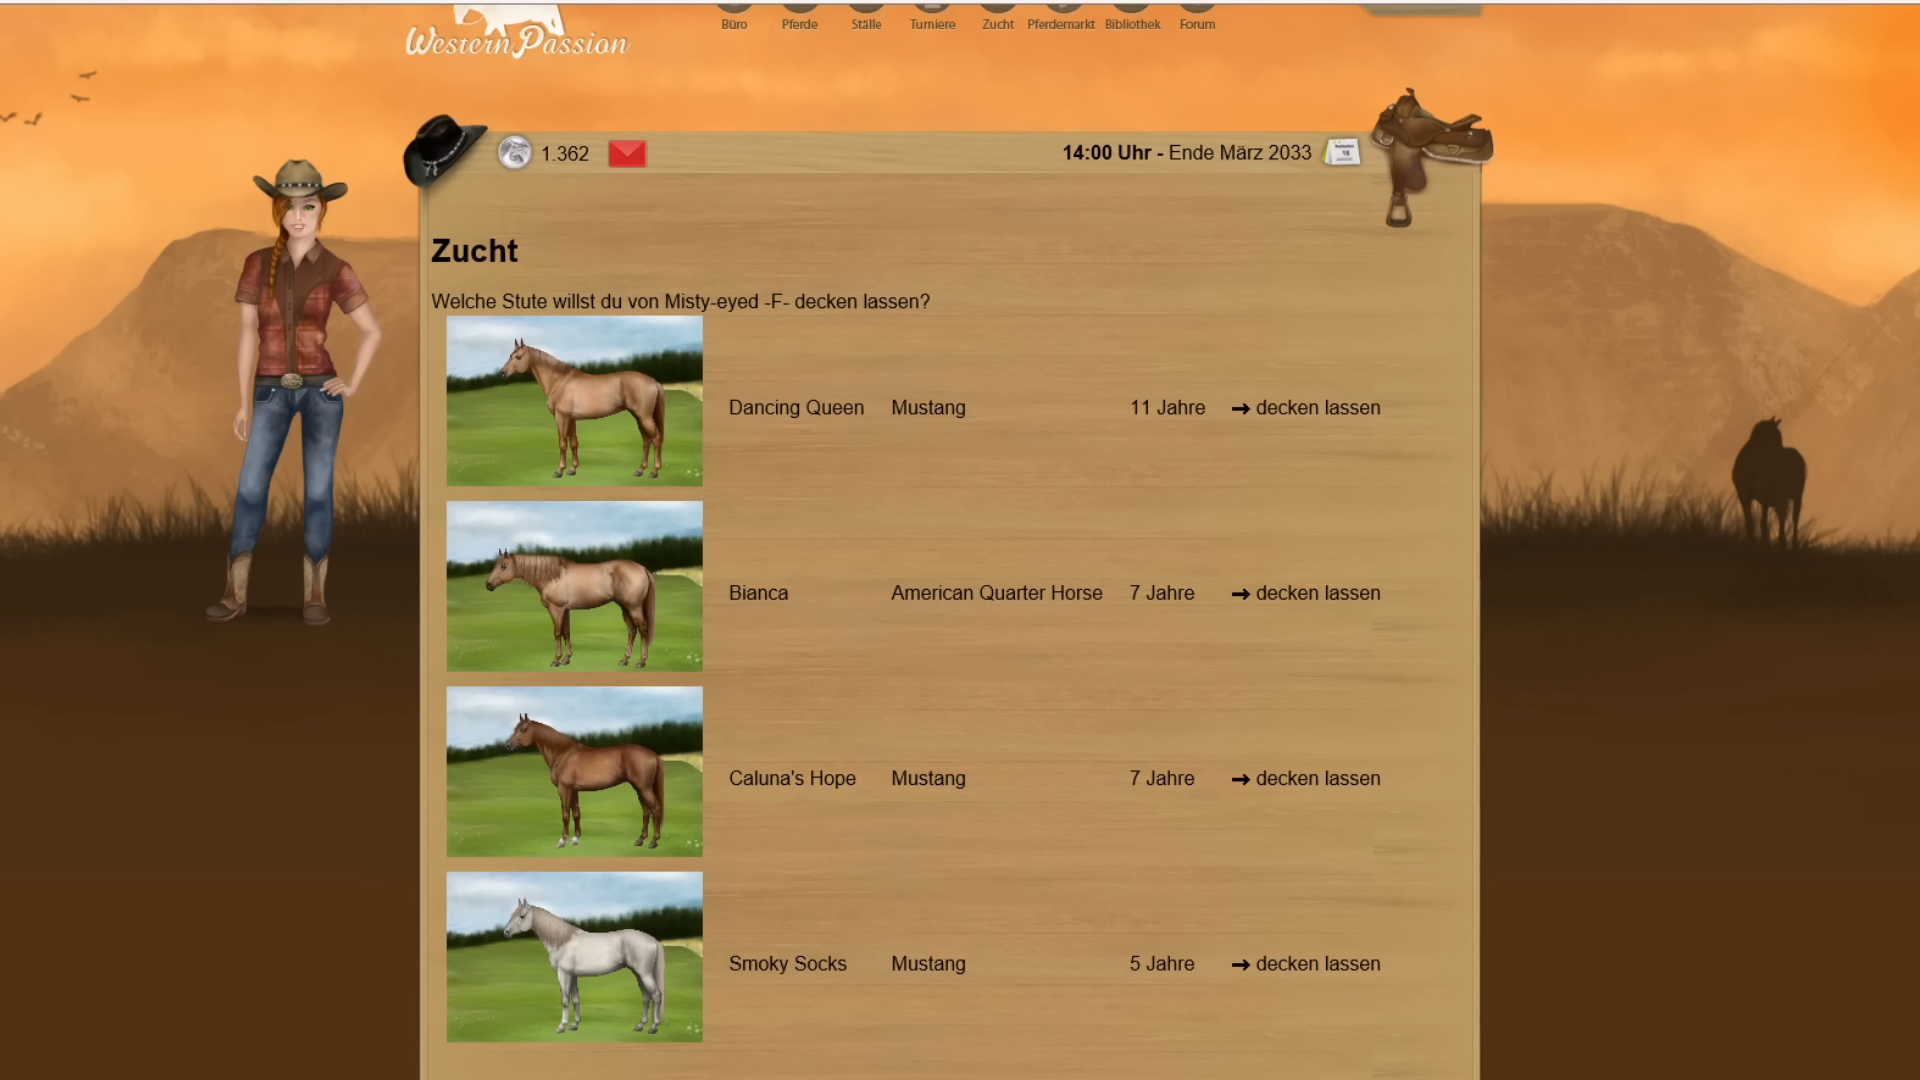 Western Passion
Büro Pferde Ställe Turniere Zucht Pferdemarkt Bibliothek Forum
1.362
14:00 Uhr - Ende März 2033
Zucht
Welche Stute willst du von Misty-eyed -F- decken lassen?
Dancing Queen Mustang 11 Jahre → decken lassen
Bianca American Quarter Horse 7 Jahre → decken lassen
Caluna's Hope Mustang 7 Jahre → decken lassen
Smoky Socks Mustang 5 Jahre → decken lassen